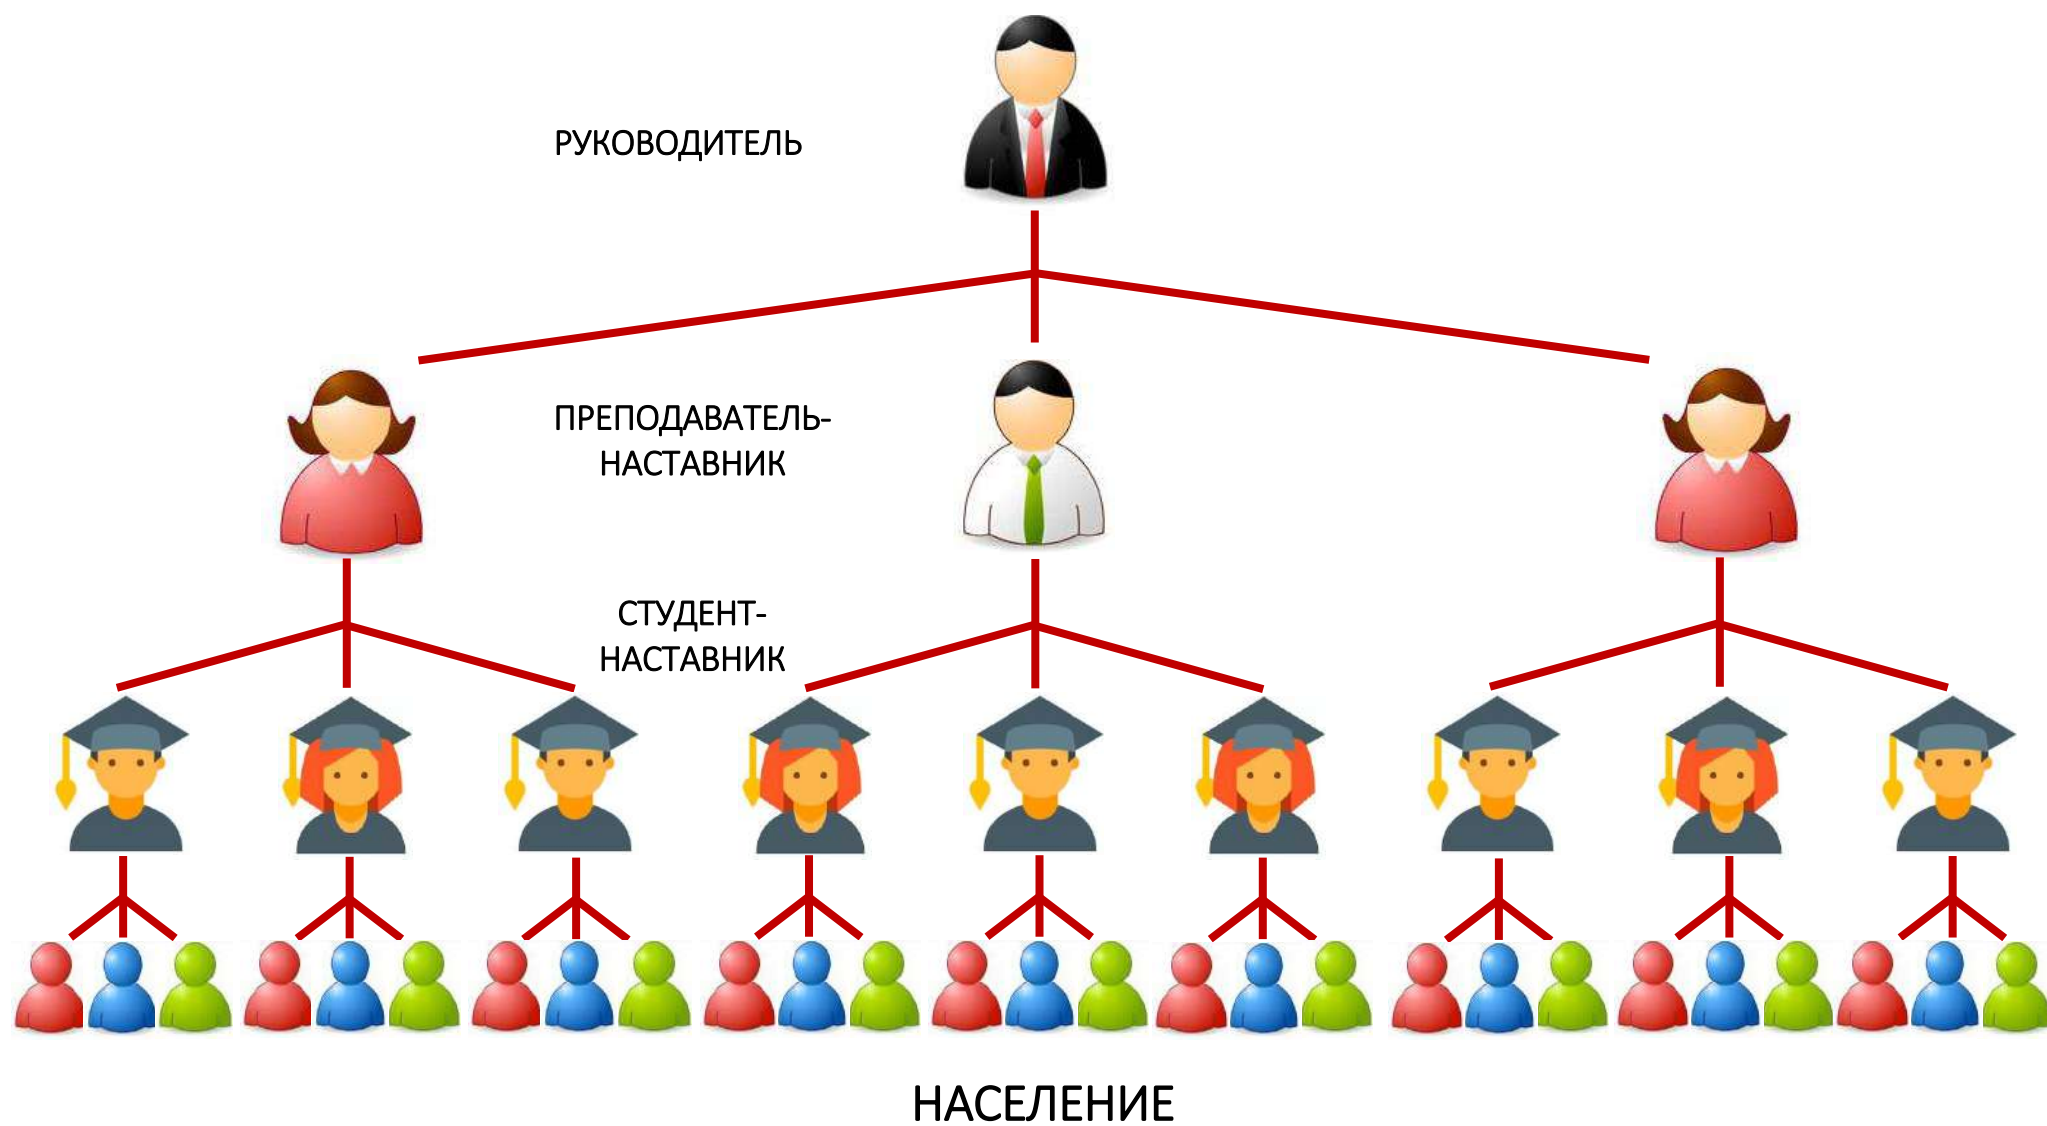 РУКОВОДИТЕЛЬ
ПРЕПОДАВАТЕЛЬ-
НАСТАВНИК
СТУДЕНТ-
НАСТАВНИК
НАСЕЛЕНИЕ